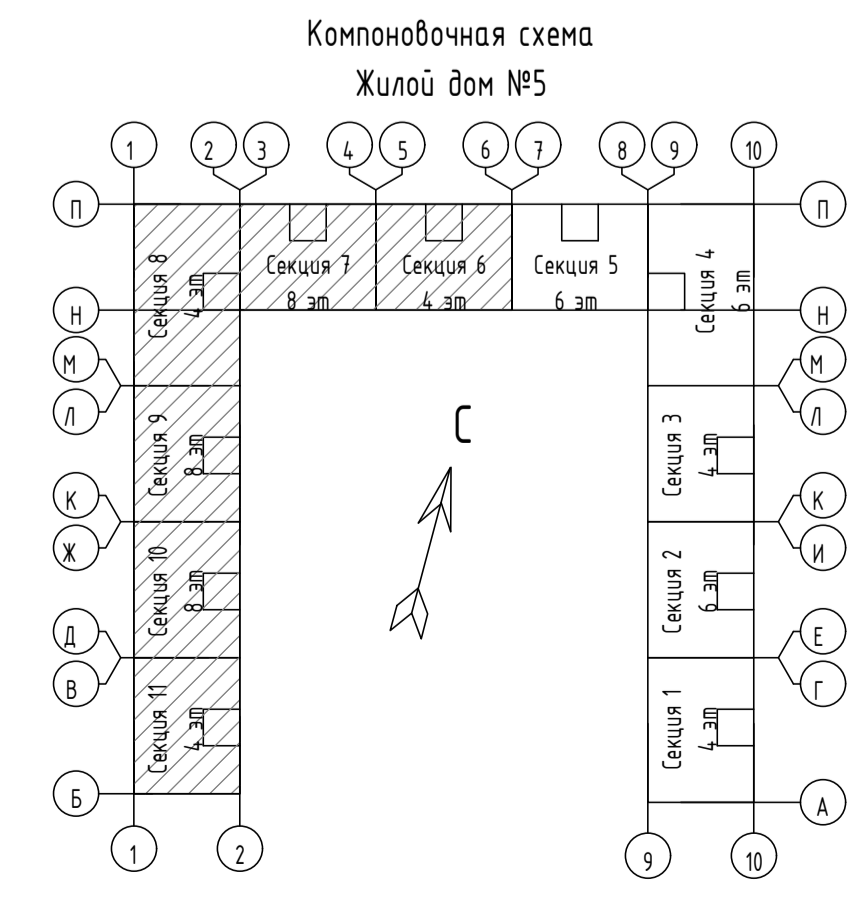 Компоновочная схема
Жилой дом №5
1 2 3 4 5 6 7 8 9 10
П П
Секция 8
4 эт
Секция 7
8 эт
Секция 6
4 эт
Секция 5
6 эт
Секция 4
6 эт
Н Н
М М
Л Л
С
Секция 9
8 эт
Секция 3
4 эт
К К
Ж И
Секция 10
8 эт
Секция 2
6 эт
Д Е
В Г
Секция 11
4 эт
Секция 1
4 эт
Б А
1 2 9 10